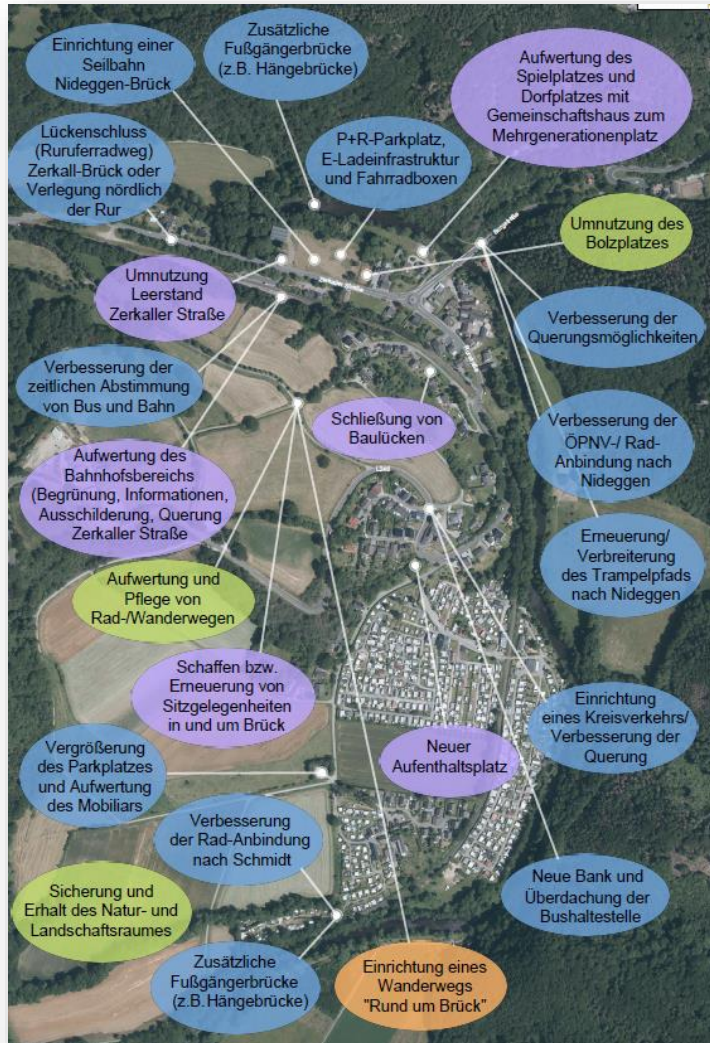 Zusätzliche
Fußgängerbrücke
(z.B. Hängebrücke)
Einrichtung einer
Seilbahn
Nideggen-Brück
Aufwertung des
Spielplatzes und
Dorfplatzes mit
Gemeinschaftshaus zum
Mehrgenerationenplatz
Lückenschluss
(Ruruferradweg)
Zerkall-Brück oder
Verlegung nördlich
der Rur
P+R-Parkplatz,
E-Ladeinfrastruktur
und Fahrradboxen
Umnutzung des
Bolzplatzes
Umnutzung
Leerstand
Zerkaller Straße
Zerkaller Straße
Verbesserung der
Querungsmöglichkeiten
Verbesserung der
zeitlichen Abstimmung
von Bus und Bahn
Schließung von
Baulücken
Verbesserung der
ÖPNV-/ Rad-
Anbindung nach
Nideggen
Aufwertung des
Bahnhofsbereichs
(Begrünung, Informationen,
Ausschilderung, Querung
Zerkaller Straße
L246
Erneuerung/
Verbreiterung
des Trampelpfads
nach Nideggen
Aufwertung und
Pflege von
Rad-/Wanderwegen
Schaffen bzw.
Erneuerung von
Sitzgelegenheiten
in und um Brück
Einrichtung
eines Kreisverkehrs/
Verbesserung der
Querung
Neuer
Aufenthaltsplatz
Vergrößerung
des Parkplatzes
und Aufwertung
des Mobiliars
Verbesserung
der Rad-Anbindung
nach Schmidt
Neue Bank und
Überdachung der
Bushaltestelle
Sicherung und
Erhalt des Natur- und
Landschaftsraumes
Zusätzliche
Fußgängerbrücke
(z.B. Hängebrücke)
Einrichtung eines
Wanderwegs
"Rund um Brück"